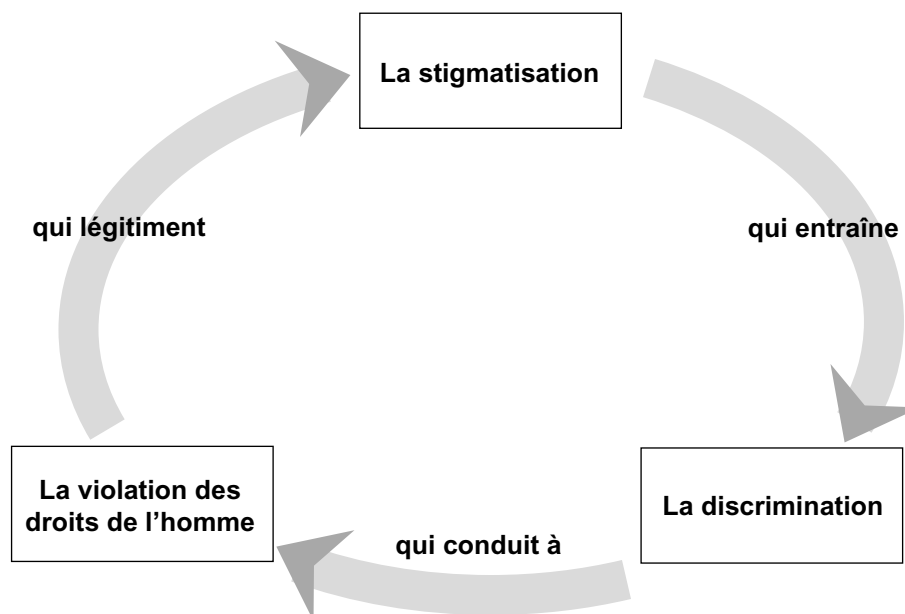 La stigmatisation
qui entraîne
La discrimination
qui conduit à
La violation des
droits de l’homme
qui légitiment